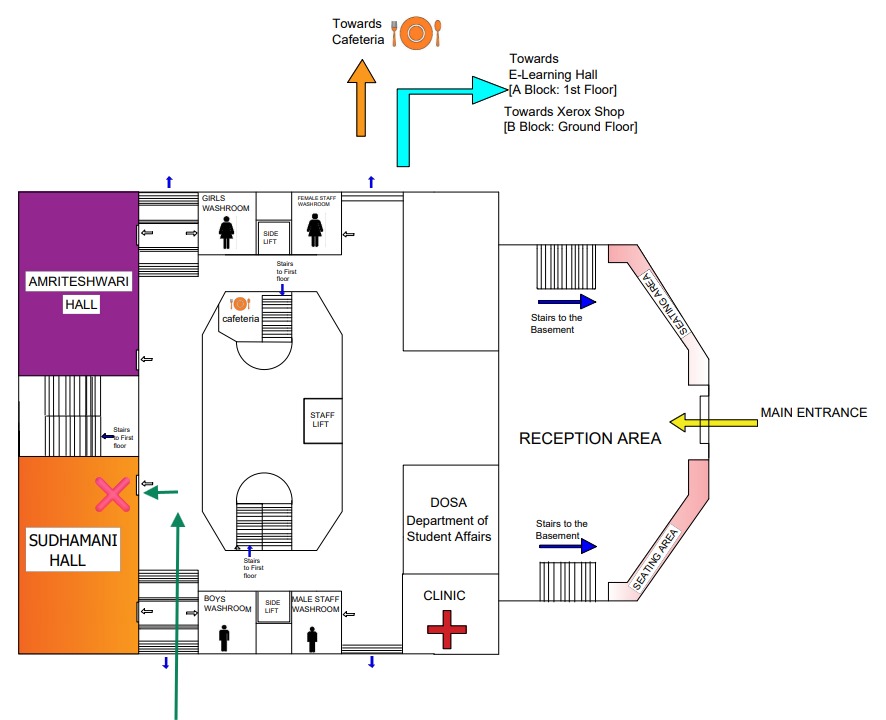 Towards
Cafeteria
Towards
E-Learning Hall
[A Block: 1st Floor]
Towards Xerox Shop
[B Block: Ground Floor]
GIRLS
WASHROOM
SIDE
LIFT
FEMALE STAFF
WASHROOM
AMRITESHWARI
HALL
Stairs
to First
floor
cafeteria
Stairs to the
Basement
SEATING AREA
STAFF
LIFT
MAIN ENTRANCE
RECEPTION AREA
Stairs
to First
floor
DOSA
Department of
Student Affairs
SUDHAMANI
HALL
Stairs to the
Basement
SEATING AREA
Stairs
to First
floor
BOYS
WASHROOM
SIDE
LIFT
MALE STAFF
WASHROOM
CLINIC